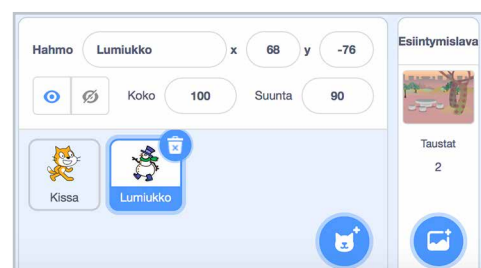 Hahmo Lumiukko x 68 y -76
Koko 100 Suunta 90
Kissa
Lumiukko
Esiintymislava
Taustat
2